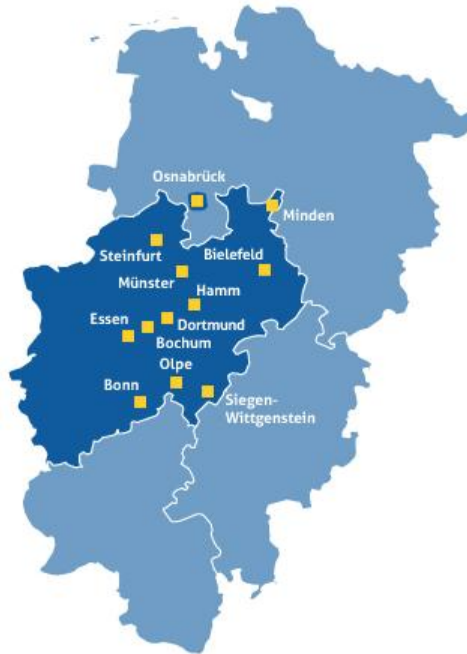 Osnabrück
Minden
Steinfurt
Bielefeld
Münster
Hamm
Essen
Dortmund
Bochum
Olpe
Bonn
Siegen-
Wittgenstein